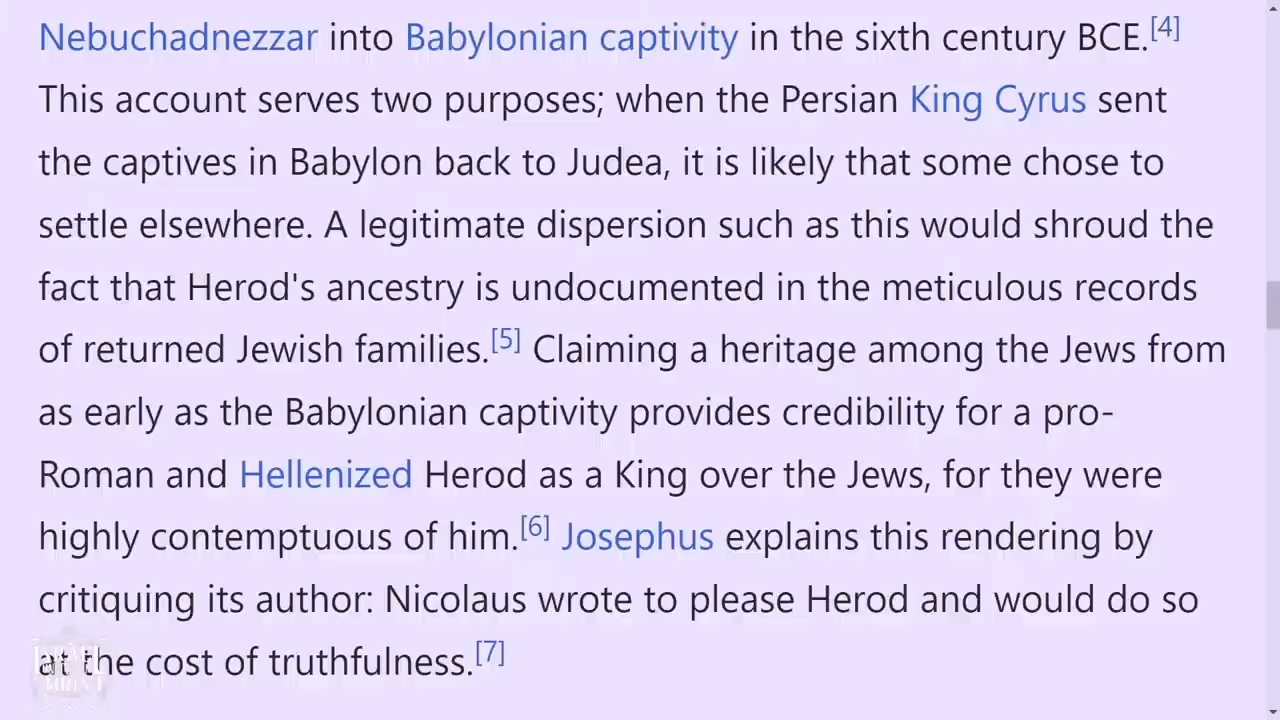 Nebuchadnezzar into Babylonian captivity in the sixth century BCE.[4]
This account serves two purposes; when the Persian King Cyrus sent
the captives in Babylon back to Judea, it is likely that some chose to
settle elsewhere. A legitimate dispersion such as this would shroud the
fact that Herod's ancestry is undocumented in the meticulous records
of returned Jewish families.[5] Claiming a heritage among the Jews from
as early as the Babylonian captivity provides credibility for a pro-
Roman and Hellenized Herod as a King over the Jews, for they were
highly contemptuous of him.[6] Josephus explains this rendering by
critiquing its author: Nicolaus wrote to please Herod and would do so
at the cost of truthfulness.[7]